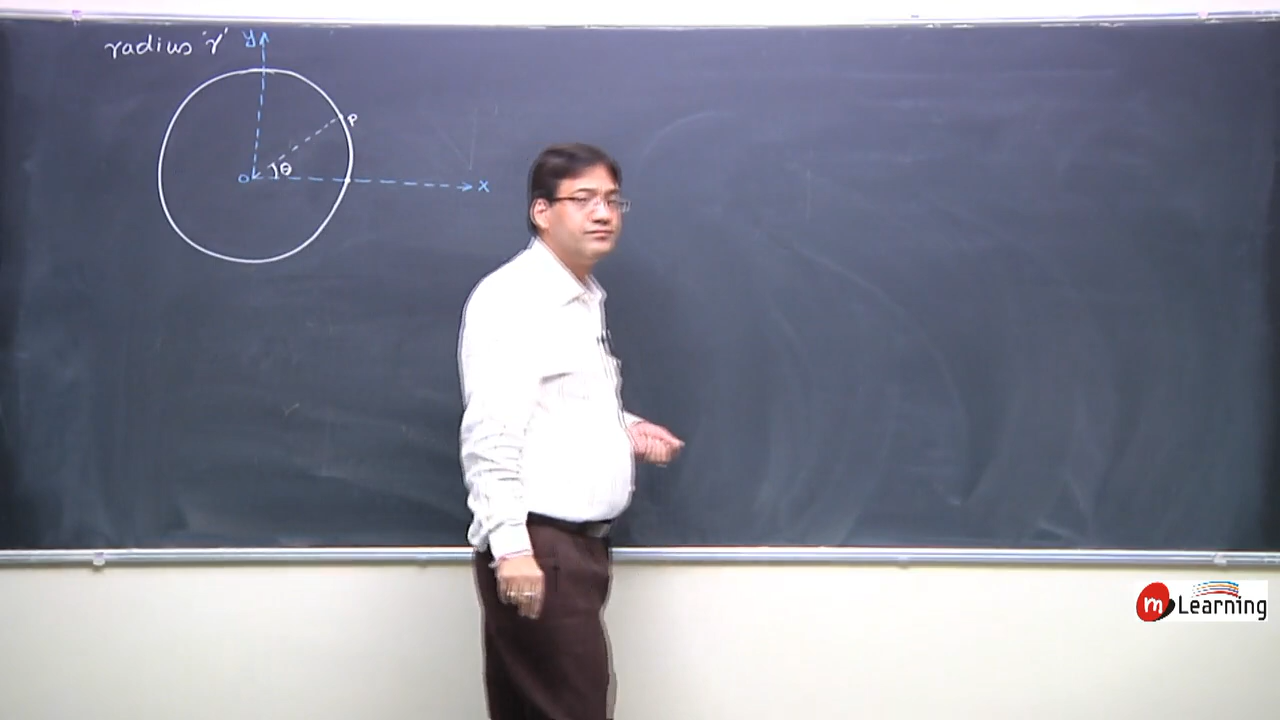 radius 'r'
y
P
θ
O
X
m Learning